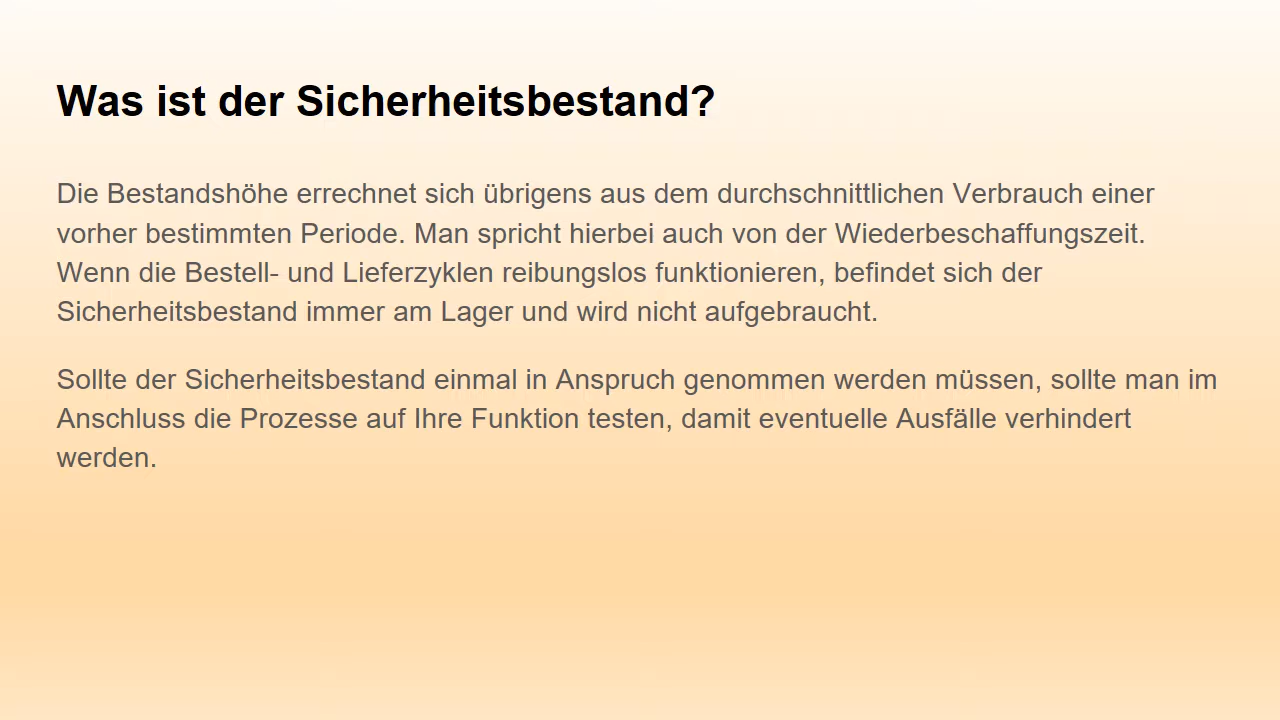 Was ist der Sicherheitsbestand?
Die Bestandshöhe errechnet sich übrigens aus dem durchschnittlichen Verbrauch einer
vorher bestimmten Periode. Man spricht hierbei auch von der Wiederbeschaffungszeit.
Wenn die Bestell- und Lieferzyklen reibungslos funktionieren, befindet sich der
Sicherheitsbestand immer am Lager und wird nicht aufgebraucht.
Sollte der Sicherheitsbestand einmal in Anspruch genommen werden müssen, sollte man im
Anschluss die Prozesse auf Ihre Funktion testen, damit eventuelle Ausfälle verhindert
werden.